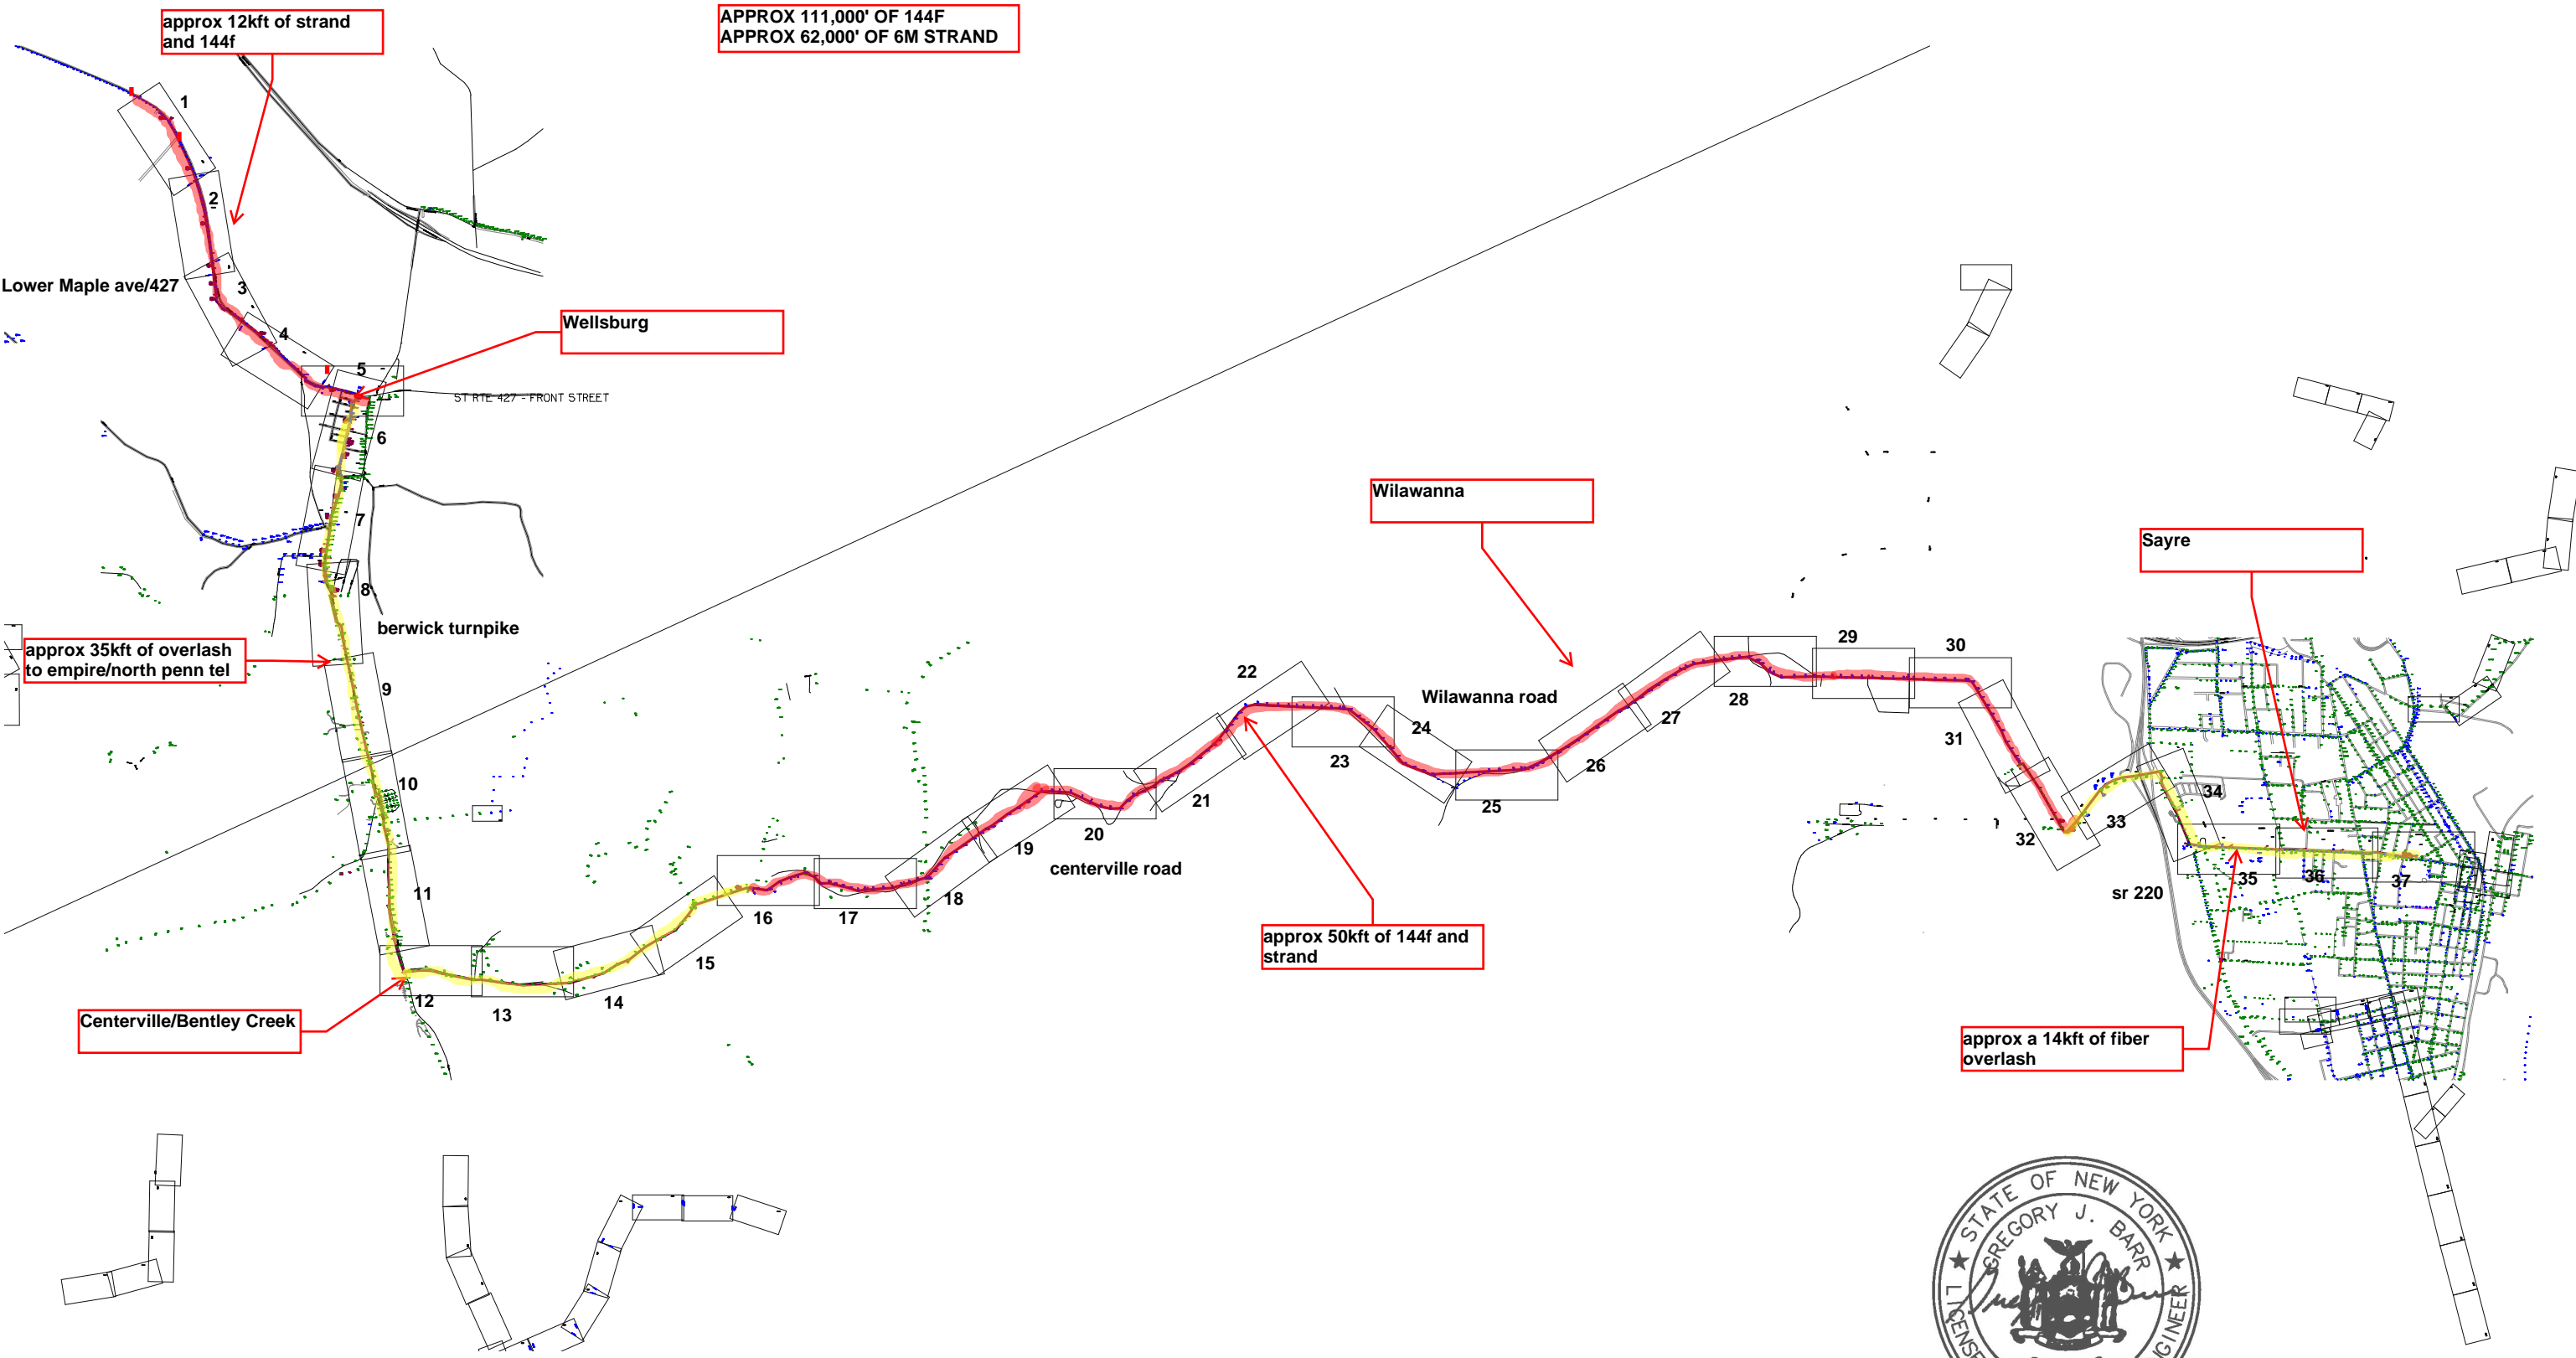 approx 12kft of strand
and 144f
APPROX 111,000' OF 144F
APPROX 62,000' OF 6M STRAND
1
2
Lower Maple ave/427
3
4
Wellsburg
5
ST RTE 427 - FRONT STREET
6
7
8
berwick turnpike
approx 35kft of overlash
to empire/north penn tel
9
10
11
Centerville/Bentley Creek
12
13
14
15
16
17
18
19
centerville road
20
21
22
23
24
Wilawanna road
Wilawanna
25
26
27
28
29
30
31
32
33
34
Sayre
35
36
37
sr 220
approx 50kft of 144f and
strand
approx a 14kft of fiber
overlash
STATE OF NEW YORK
GREGORY J. BARR